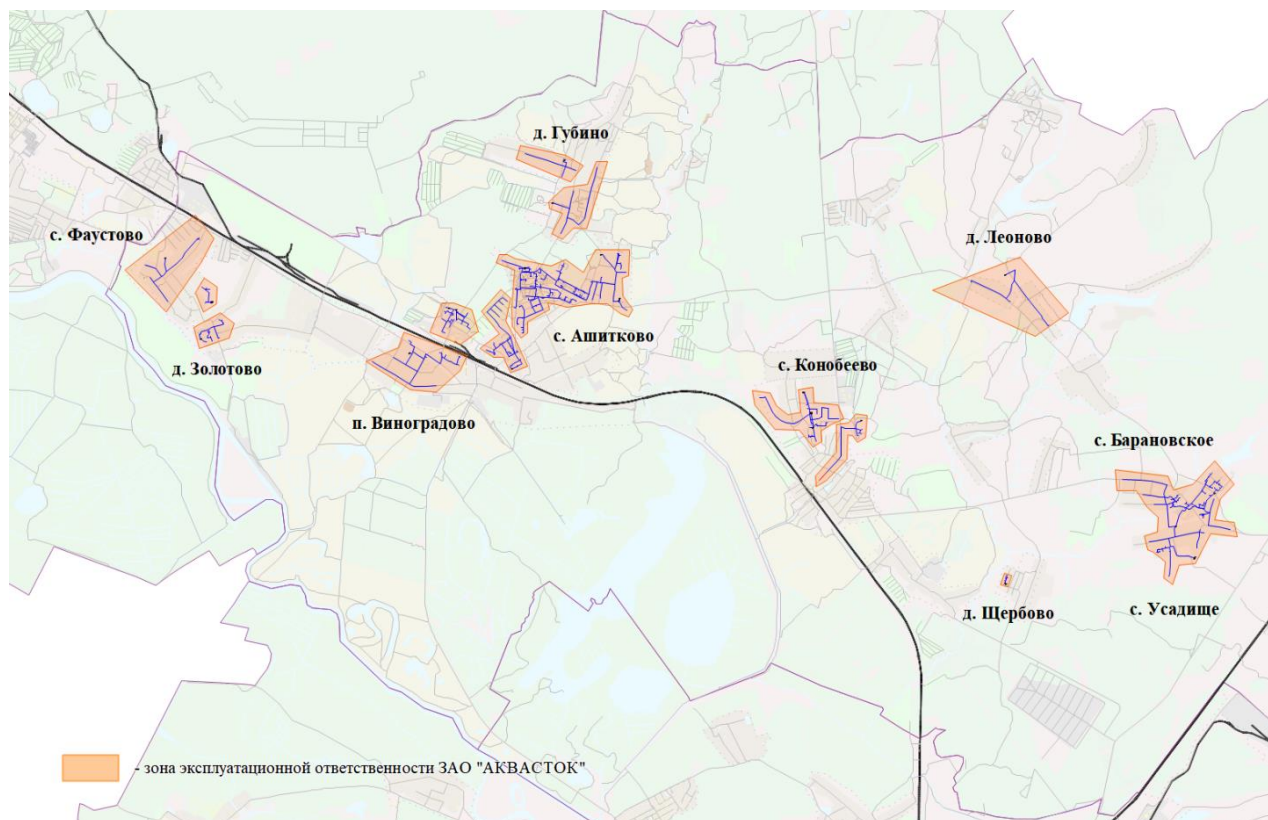 д. Губино
с. Фаустово
д. Леоново
с. Ашитково
д. Золотово
с. Конобеево
п. Виноградово
с. Барановское
д. Щербово
с. Усадище
- зона эксплуатационной ответственности ЗАО "АКВАСТОК"